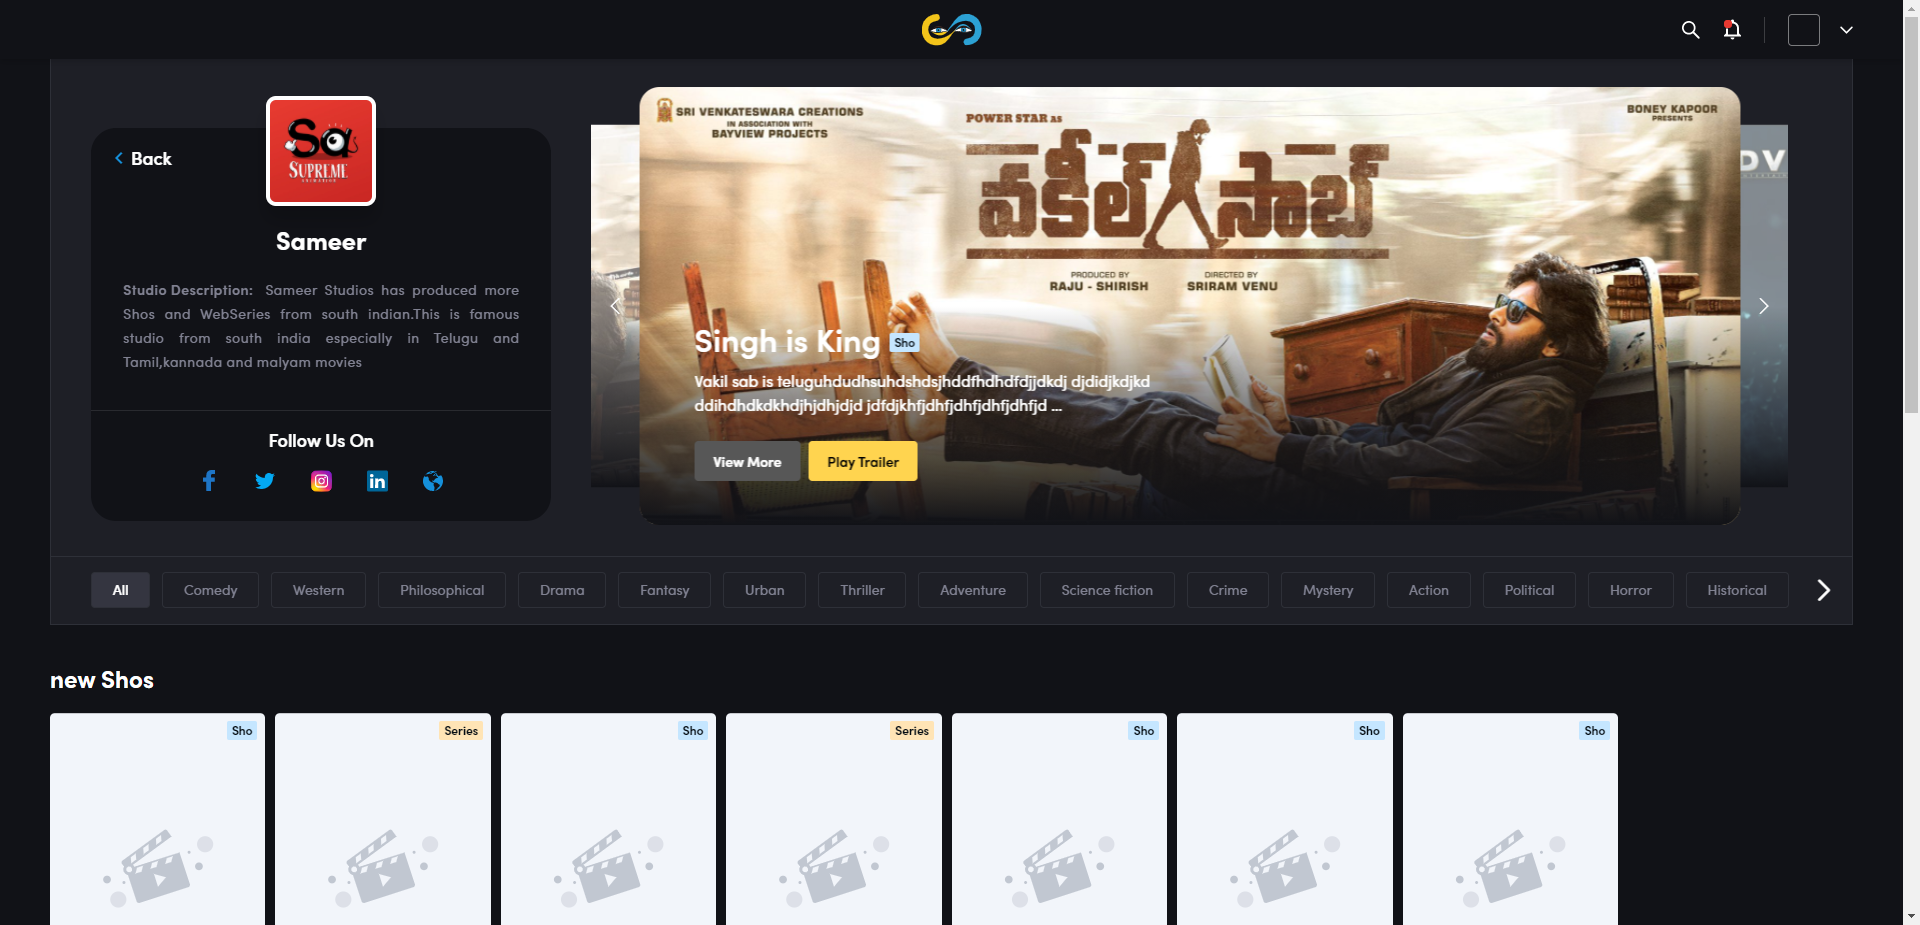 Back
Sa
SUPREME
ANIMATION
Sameer
Studio Description: Sameer Studios has produced more
Shos and WebSeries from south indian.This is famous
studio from south india especially in Telugu and
Tamil,kannada and malyam movies
Follow Us On
SRI VENKATESWARA CREATIONS
IN ASSOCIATION WITH
BAYVIEW PROJECTS
POWER STAR as
BONEY KAPOOR
PRESENTS
వకీల్ సాబ్
PRODUCED BY
RAJU - SHIRISH
DIRECTED BY
SRIRAM VENU
DV
Singh is King Sho
Vakil sab is teluguhdudhsuhdshdsjhddfhdhdfdjjdkdj djdidjkdjkd
ddihdhdkdkhdjhjdhjdjd jdfdjkhfjdhfjdhfjdhfjdhfjd ...
View More Play Trailer
All Comedy Western Philosophical Drama Fantasy Urban Thriller Adventure Science fiction Crime Mystery Action Political Horror Historical
new Shos
Sho Series Sho Series Sho Sho Sho